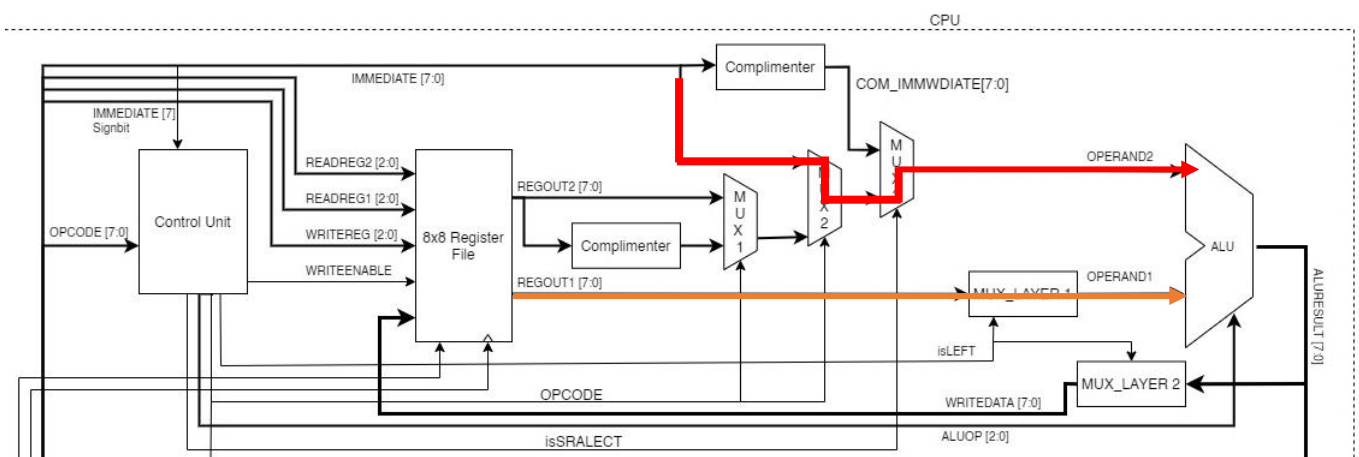 CPU
Complimenter
IMMEDIATE [7:0]
COM_IMMWDIATE[7:0]
IMMEDIATE [7]
Signbit
READREG2 [2:0]
READREG1 [2:0]
OPCODE [7:0]
Control Unit
WRITEREG [2:0]
WRITEENABLE
8x8 Register
File
REGOUT2 [7:0]
Complimenter
REGOUT1 [7:0]
M
U
X
1
X
2
M
U
OPERAND2
ALU
OPERAND1
MUX_LAYER 1
ALURESULT [7:0]
isLEFT
MUX_LAYER 2
OPCODE
WRITEDATA [7:0]
ALUOP [2:0]
isSRALECT